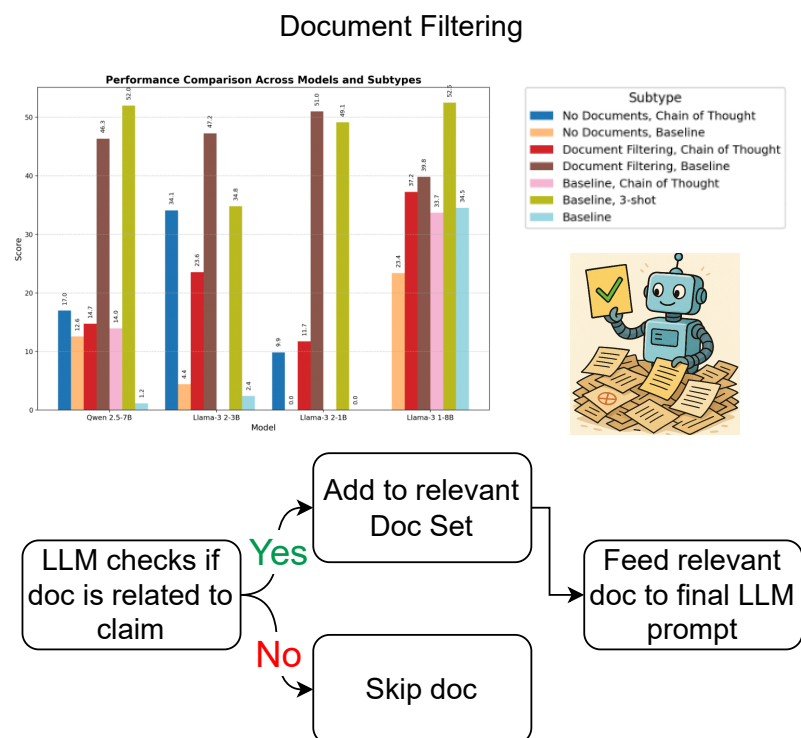 Document Filtering
Performance Comparison Across Models and Subtypes
Score
50
40
30
20
10
0
17.0
12.6
14.7
46.3
14.0
52.0
1.2
34.1
4.4
23.6
47.2
34.8
2.4
9.9
0.0
11.7
51.0
49.1
0.0
23.4
37.2
39.8
33.7
52.5
34.5
Qwen 2.5-7B
Llama-3 2-3B
Llama-3 2-1B
Llama-3 1-8B
Model
Subtype
No Documents, Chain of Thought
No Documents, Baseline
Document Filtering, Chain of Thought
Document Filtering, Baseline
Baseline, Chain of Thought
Baseline, 3-shot
Baseline
LLM checks if
doc is related to
claim
Yes
No
Add to relevant
Doc Set
Skip doc
Feed relevant
doc to final LLM
prompt